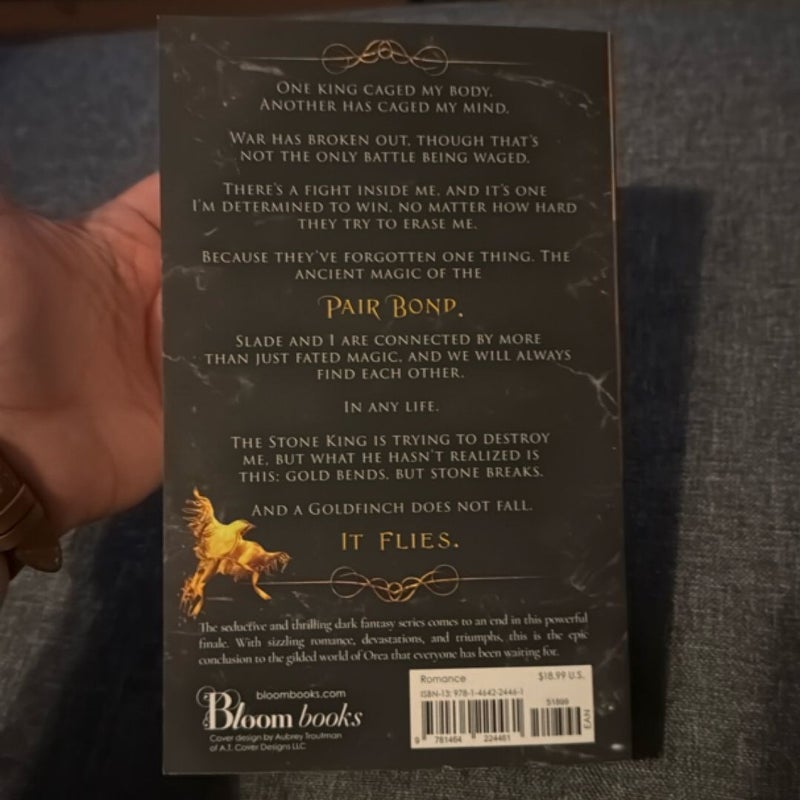 ONE KING CAGED MY BODY.
ANOTHER HAS CAGED MY MIND.
WAR HAS BROKEN OUT, THOUGH THAT'S
NOT THE ONLY BATTLE BEING WAGED.
THERE'S A FIGHT INSIDE ME, AND IT'S ONE
I'M DETERMINED TO WIN, NO MATTER HOW HARD
THEY TRY TO ERASE ME.
BECAUSE THEY'VE FORGOTTEN ONE THING. THE
ANCIENT MAGIC OF THE
PAIR BOND.
SLADE AND I ARE CONNECTED BY MORE
THAN JUST FATED MAGIC, AND WE WILL ALWAYS
FIND EACH OTHER.
IN ANY LIFE.
THE STONE KING IS TRYING TO DESTROY
ME, BUT WHAT HE HASN'T REALIZED IS
THIS: GOLD BENDS, BUT STONE BREAKS.
AND A GOLDFINCH DOES NOT FALL.
IT FLIES.
The seductive and thrilling dark fantasy series comes to an end in this powerful
finale. With sizzling romance, devastations, and triumphs, this is the epic
conclusion to the gilded world of Orea that everyone has been waiting for.
bloombooks.com
Bloom books
Cover design by Aubrey Troutman
of A.T. Cover Designs LLC
Romance $18.99 U.S.
ISBN-13: 978-1-4642-2446-1
51899
9 781464 224461
EAN